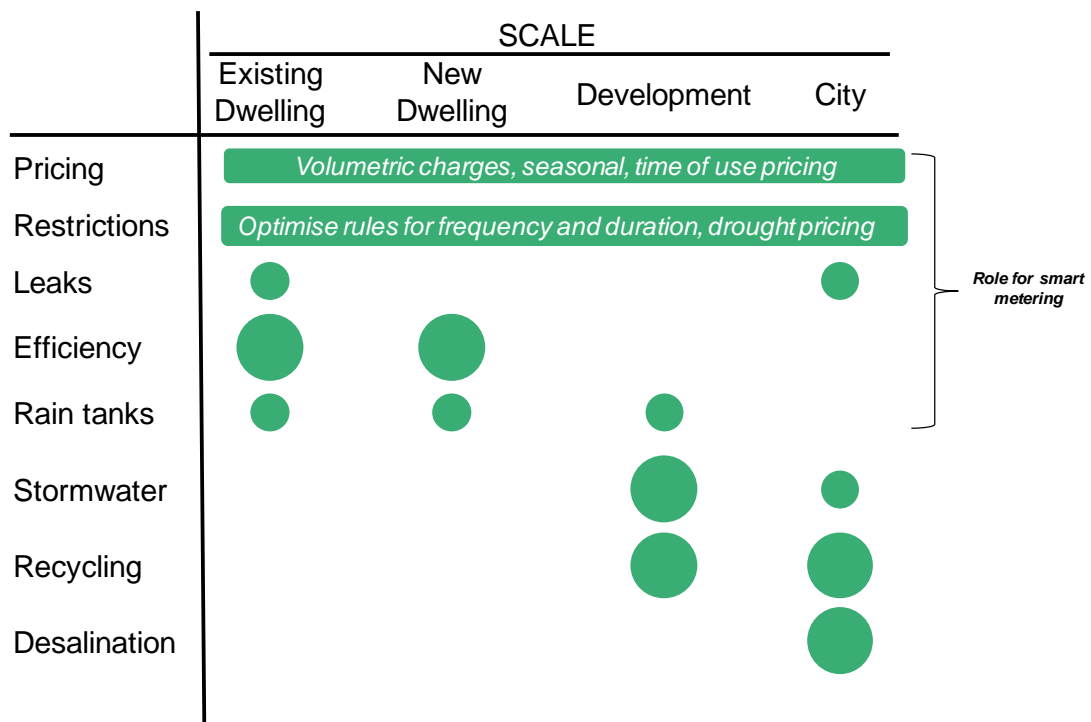 SCALE
Existing
Dwelling
New
Dwelling
Development
City
Pricing
Volumetric charges, seasonal, time of use pricing
Restrictions
Optimise rules for frequency and duration, drought pricing
Leaks
Role for smart
metering
Efficiency
Rain tanks
Stormwater
Recycling
Desalination